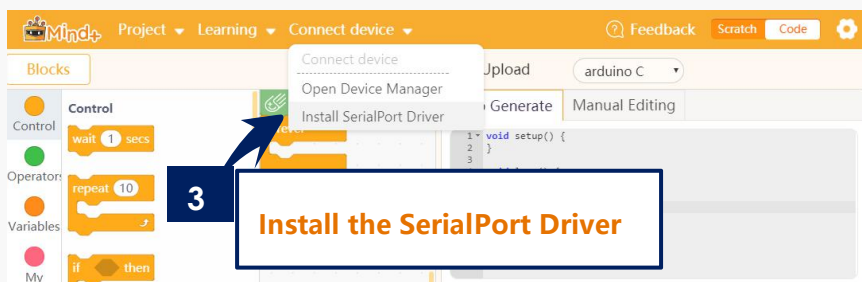 Mind+ Project Learning Connect device Feedback Scratch Code
Blocks
Connect device
Open Device Manager
Install SerialPort Driver
Upload arduino C
Generate Manual Editing
Control
Operators
Variables
My
Control
wait 1 secs
repeat 10
if then
1 void setup() {
2 }
3
3
Install the SerialPort Driver